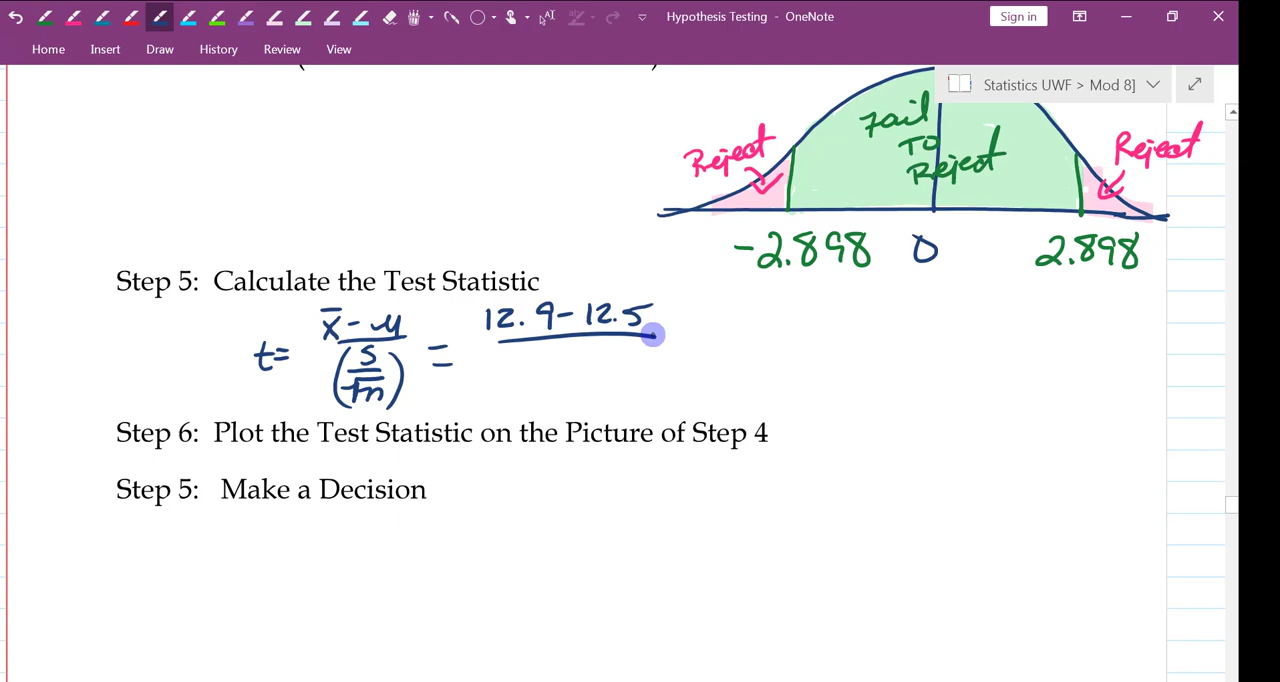 Hypothesis Testing - OneNote
Sign in
Home Insert Draw History Review View
Statistics UWF > Mod 8]
Reject
Fail
TO
Reject
Reject
-2.898 0 2.898
Step 5: Calculate the Test Statistic
t = x̄ - μ / (s / √n) = 12.9 - 12.5
Step 6: Plot the Test Statistic on the Picture of Step 4
Step 5: Make a Decision